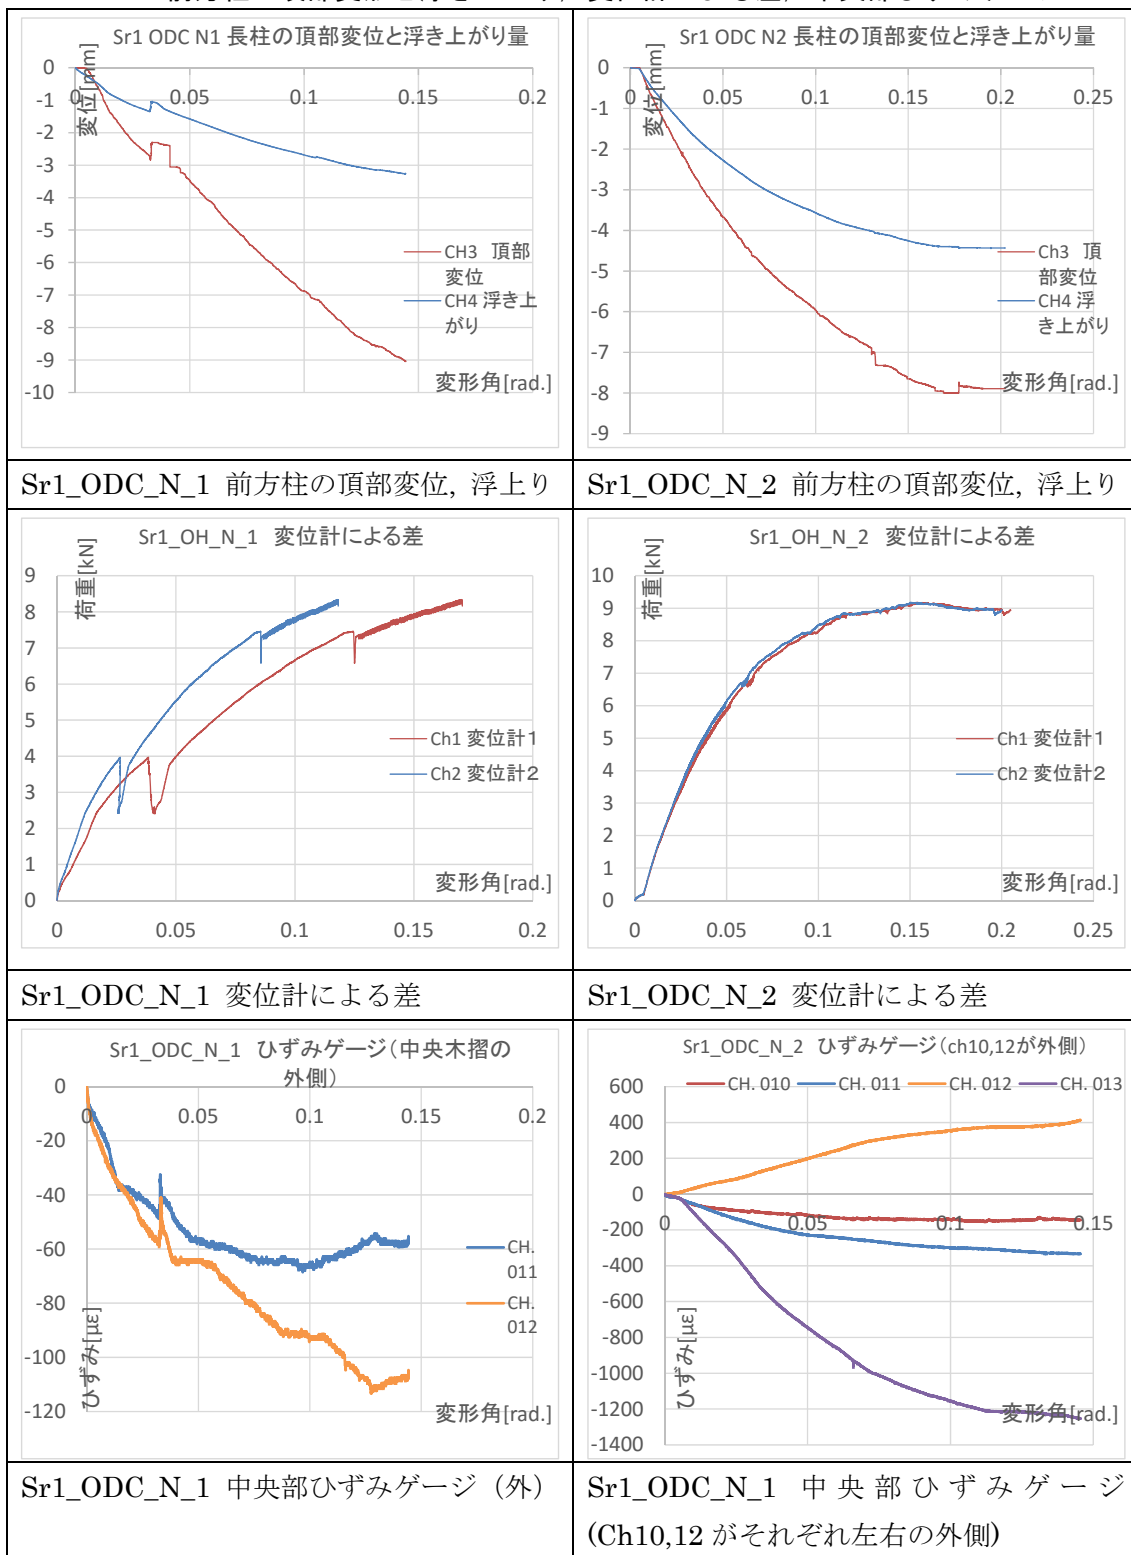 Sr1 ODC N1 長柱の頂部変位と浮き上がり量
変位[mm]
0
-1
-2
-3
-4
-5
-6
-7
-8
-9
-10
0
0.05
0.1
0.15
0.2
CH3 頂部
変位
CH4 浮き上
がり
変形角[rad.]
Sr1 ODC N2 長柱の頂部変位と浮き上がり量
変位[mm]
0
-1
-2
-3
-4
-5
-6
-7
-8
-9
0
0.05
0.1
0.15
0.2
0.25
Ch3 頂
部変位
CH4 浮
き上がり
変形角[rad.]
Sr1_ODC_N_1 前方柱の頂部変位, 浮上り
Sr1_ODC_N_2 前方柱の頂部変位, 浮上り
Sr1_OH_N_1 変位計による差
荷重[kN]
9
8
7
6
5
4
3
2
1
0
Ch1 変位計1
Ch2 変位計2
変形角[rad.]
0
0.05
0.1
0.15
0.2
Sr1_OH_N_2 変位計による差
荷重[kN]
10
9
8
7
6
5
4
3
2
1
0
Ch1 変位計1
Ch2 変位計2
変形角[rad.]
0
0.05
0.1
0.15
0.2
0.25
Sr1_ODC_N_1 変位計による差
Sr1_ODC_N_2 変位計による差
Sr1_ODC_N_1 ひずみゲージ(中央木摺の
外側)
0
-20
-40
-60
-80
-100
-120
0
0.05
0.1
0.15
0.2
CH.
011
CH.
012
ひずみ[με]
変形角[rad.]
Sr1_ODC_N_2 ひずみゲージ(ch10,12が外側)
CH. 010
CH. 011
CH. 012
CH. 013
600
400
200
0
-200
-400
-600
-800
-1000
-1200
-1400
0
0.05
0.1
0.15
ひずみ[με]
変形角[rad.]
Sr1_ODC_N_1 中央部ひずみゲージ (外)
Sr1_ODC_N_1 中央部ひずみゲージ
(Ch10,12 がそれぞれ左右の外側)